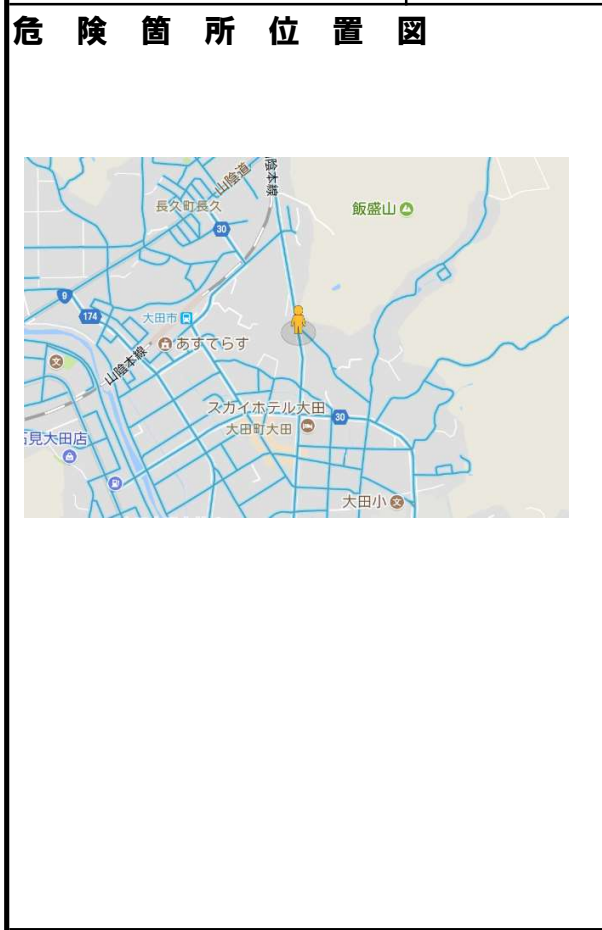 危険箇所位置図
山陰道
陰本線
長久町長久
30
飯盛山
9
174
大田市
あすてらす
山陰本線
スカイホテル大田
30
大田町大田
石見大田店
大田小
文
文